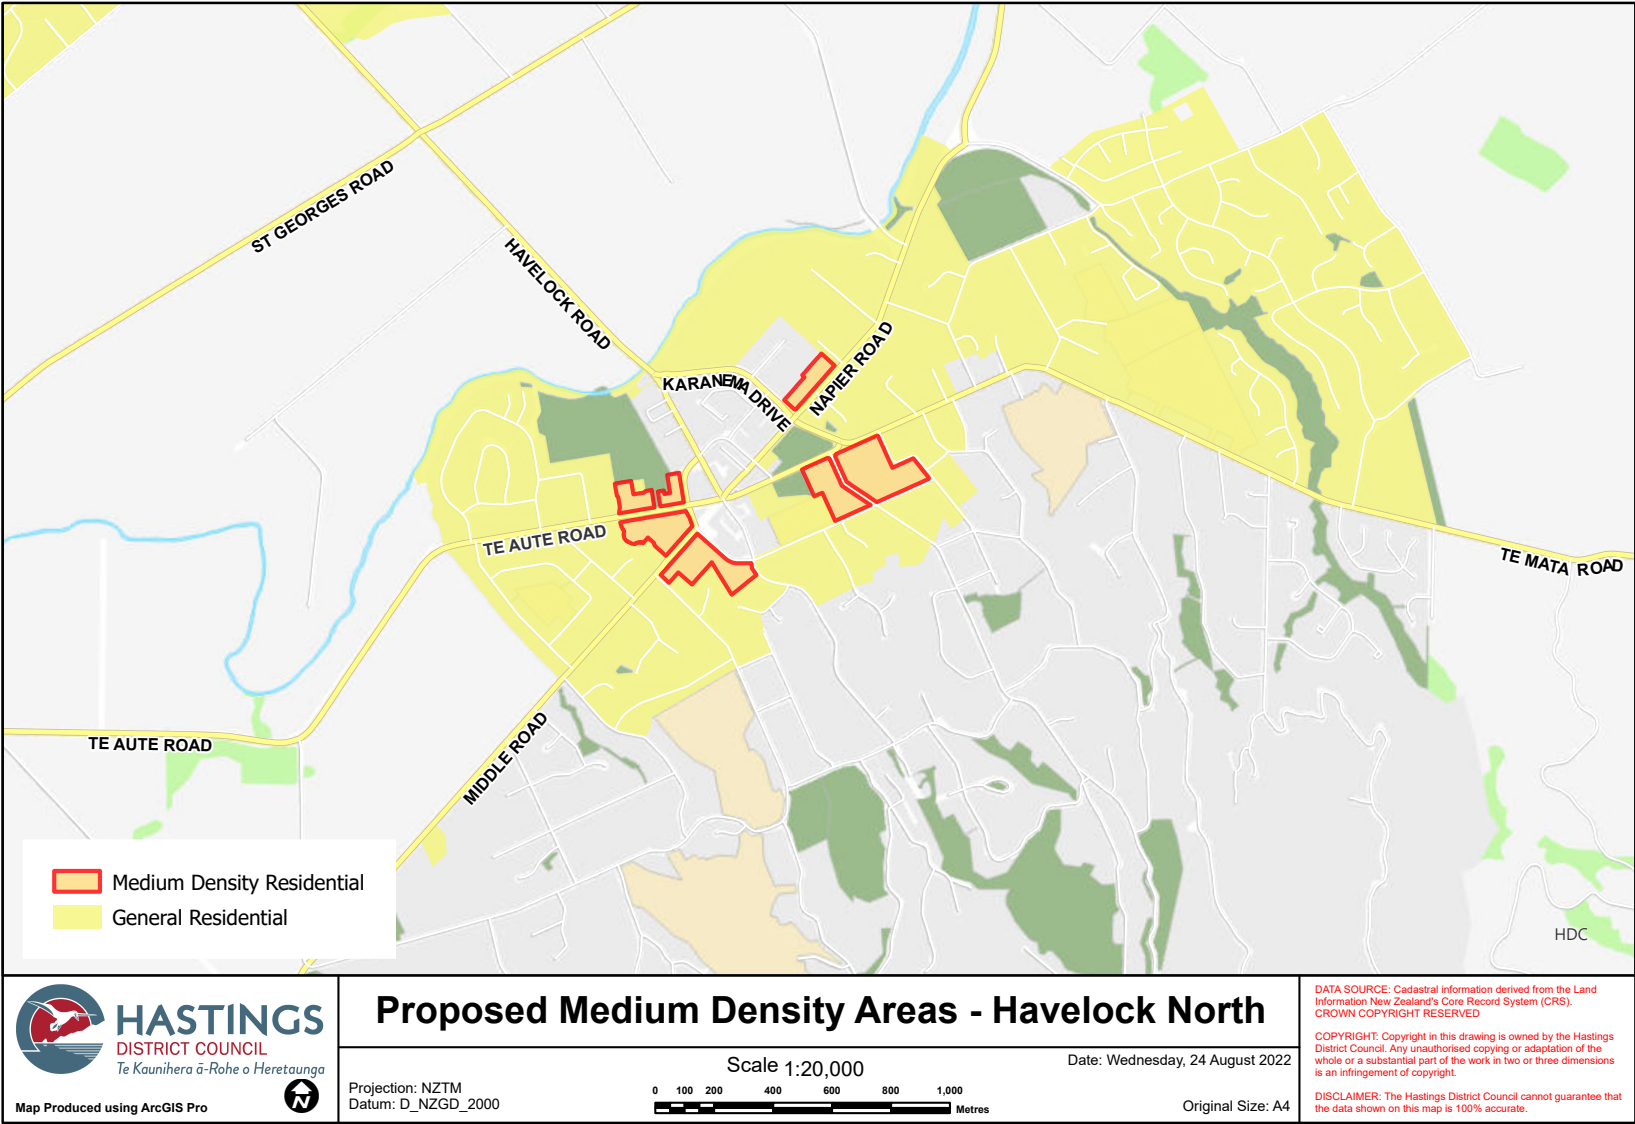 ST GEORGES ROAD
HAVELOCK ROAD
KARANEMA DRIVE
NAPIER ROAD
TE AUTE ROAD
TE MATA ROAD
TE AUTE ROAD
MIDDLE ROAD
Medium Density Residential
General Residential
HDC
HASTINGS
DISTRICT COUNCIL
Te Kaunihera ā-Rohe o Heretaunga
N
Map Produced using ArcGIS Pro
Proposed Medium Density Areas - Havelock North
Projection: NZTM
Datum: D_NZGD_2000
Scale 1:20,000
0 100 200 400 600 800 1,000
Metres
Date: Wednesday, 24 August 2022
Original Size: A4
DATA SOURCE: Cadastral information derived from the Land
Information New Zealand's Core Record System (CRS).
CROWN COPYRIGHT RESERVED
COPYRIGHT: Copyright in this drawing is owned by the Hastings
District Council. Any unauthorised copying or adaptation of the
whole or a substantial part of the work in two or three dimensions
is an infringement of copyright.
DISCLAIMER: The Hastings District Council cannot guarantee that
the data shown on this map is 100% accurate.